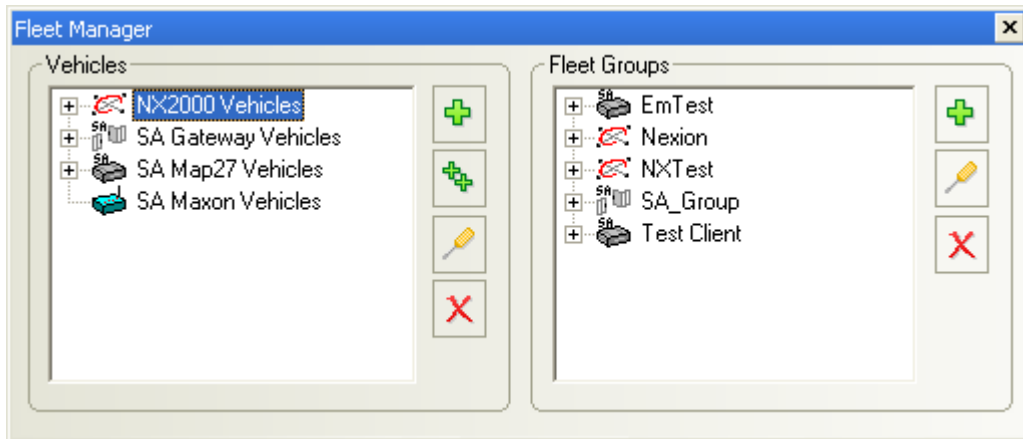 Fleet Manager
Vehicles
NX2000 Vehicles
SA Gateway Vehicles
SA Map27 Vehicles
SA Maxon Vehicles
Fleet Groups
EmTest
Nexion
NXTest
SA_Group
Test Client